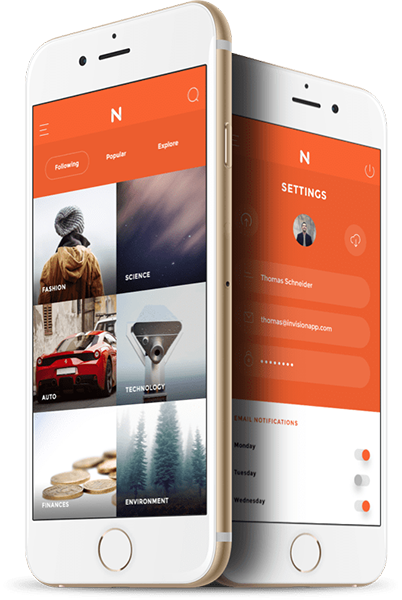 N
Following
Popular
Explore
FASHION
SCIENCE
AUTO
TECHNOLOGY
FINANCES
ENVIRONMENT
N
SETTINGS
Thomas Schneider
thomas@invisionapp.com
EMAIL NOTIFICATIONS
Monday
Tuesday
Wednesday